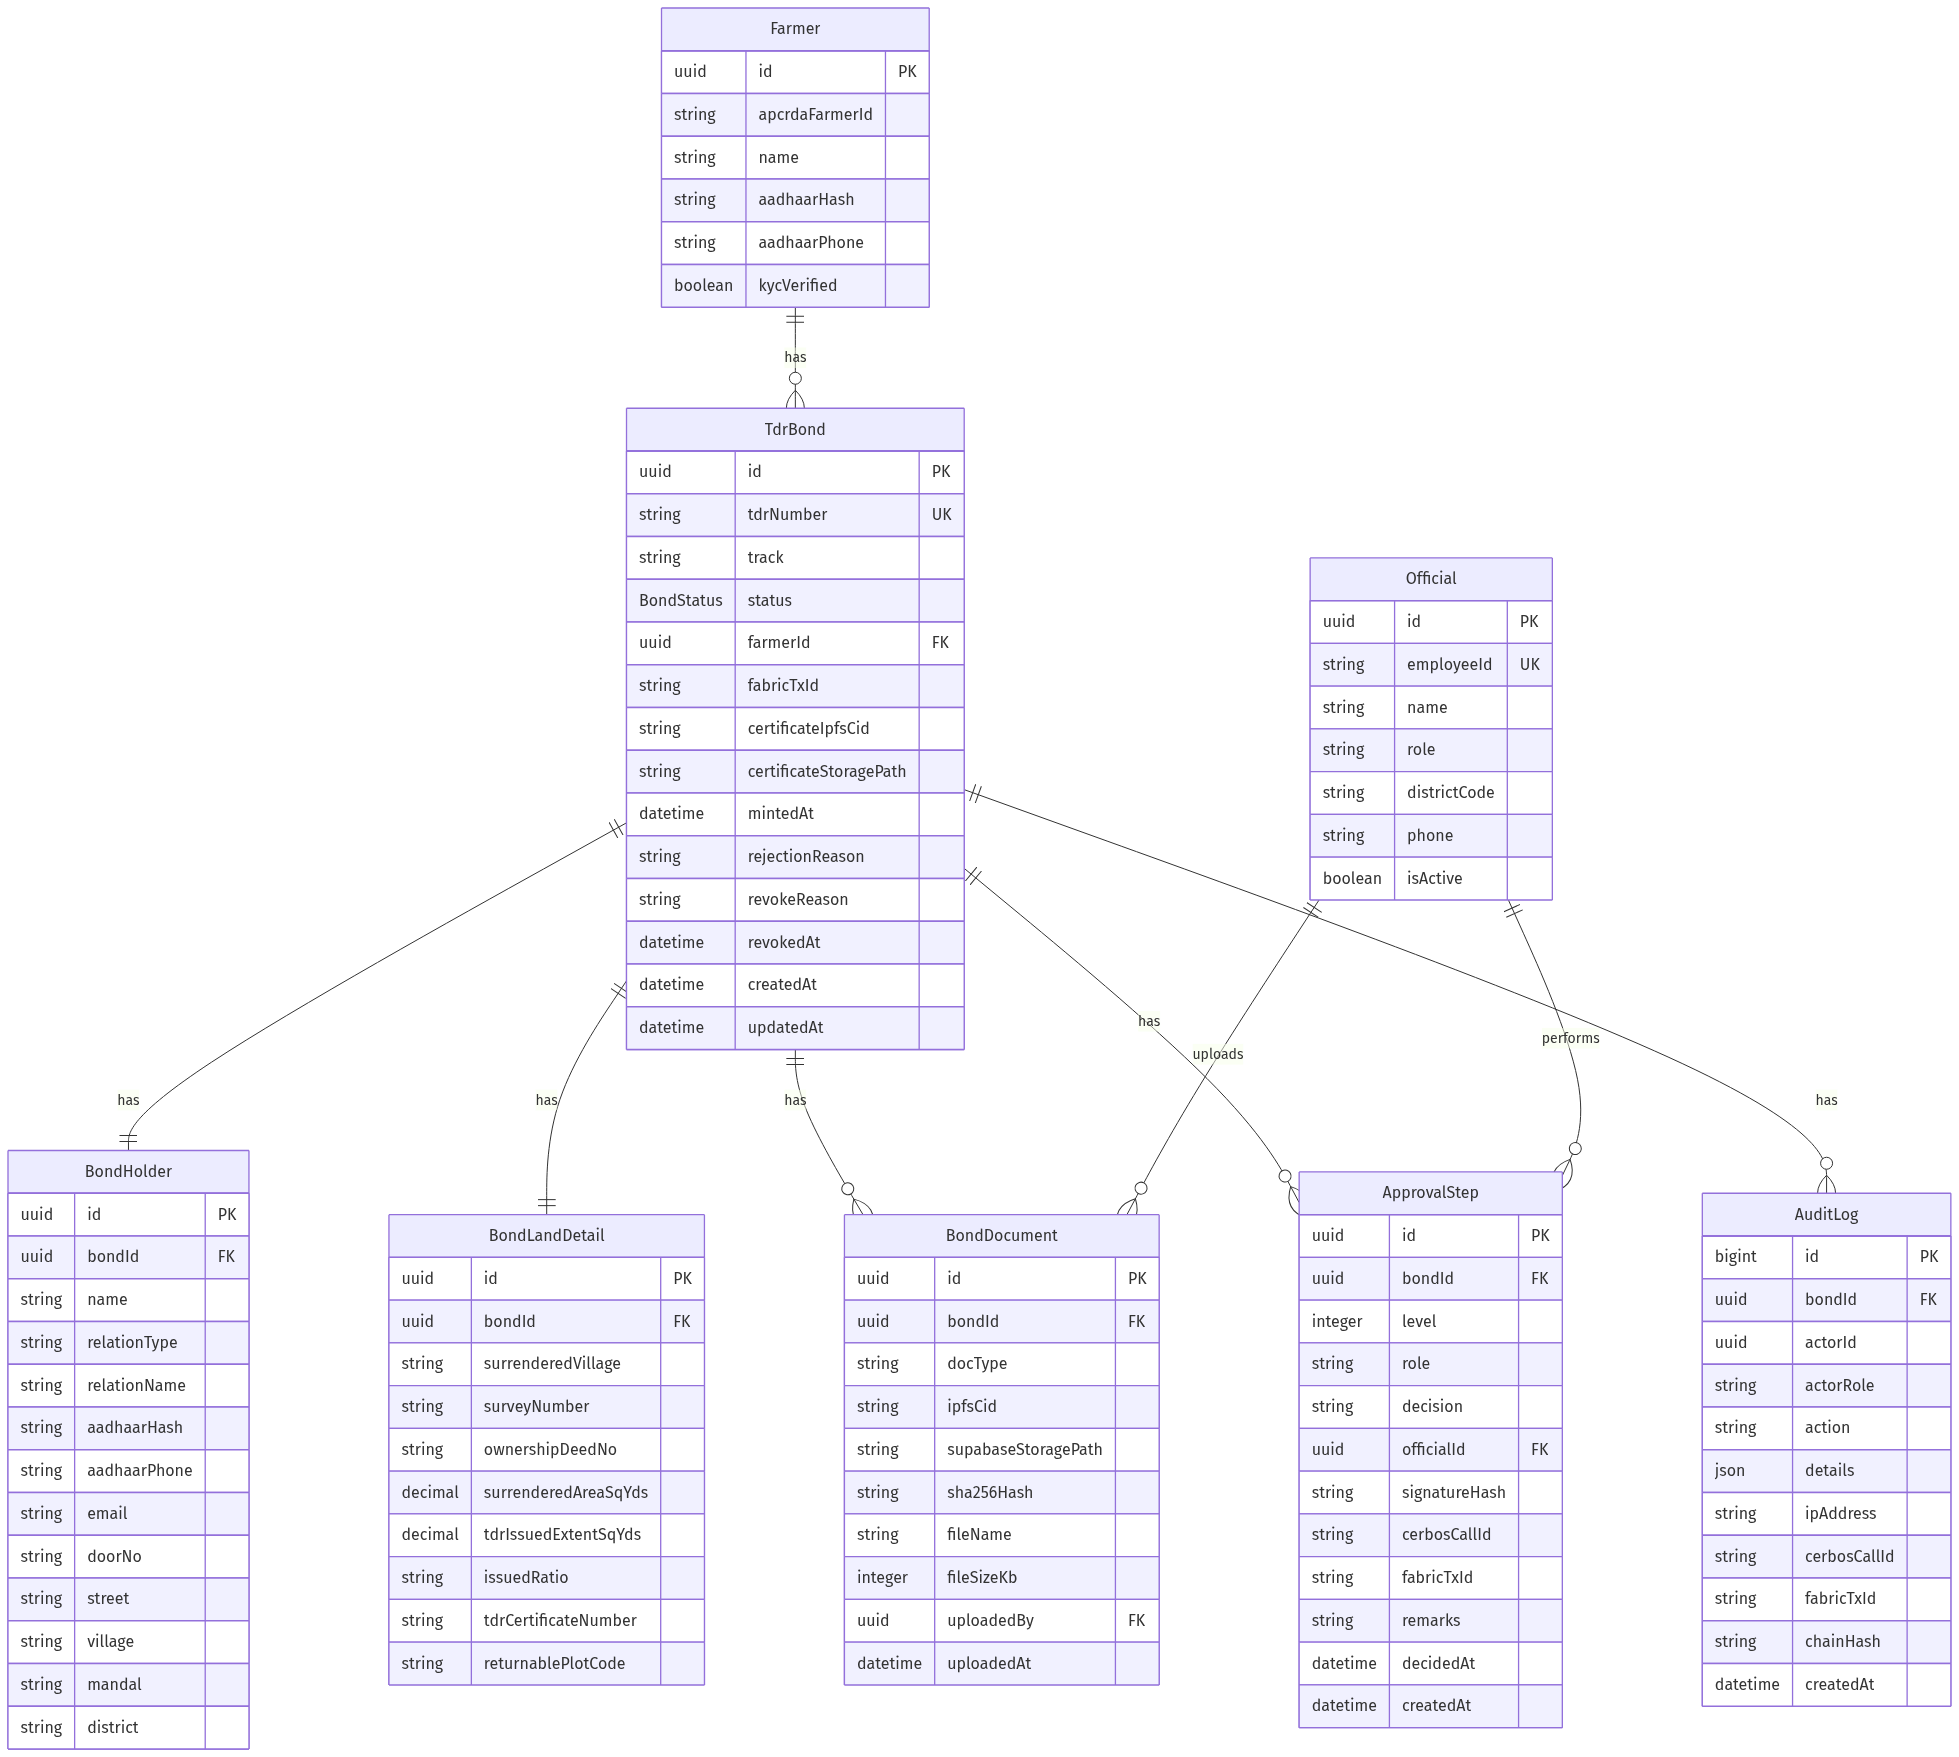 Farmer
uuid id PK
string apcrdaFarmerId
string name
string aadhaarHash
string aadhaarPhone
boolean kycVerified
has
TdrBond
uuid id PK
string tdrNumber UK
string track
BondStatus status
uuid farmerId FK
string fabricTxId
string certificateIpfsCid
string certificateStoragePath
datetime mintedAt
string rejectionReason
string revokeReason
datetime revokedAt
datetime createdAt
datetime updatedAt
Official
uuid id PK
string employeeId UK
string name
string role
string districtCode
string phone
boolean isActive
has
has
has
has
uploads
performs
has
BondHolder
uuid id PK
uuid bondId FK
string name
string relationType
string relationName
string aadhaarHash
string aadhaarPhone
string email
string doorNo
string street
string village
string mandal
string district
BondLandDetail
uuid id PK
uuid bondId FK
string surrenderedVillage
string surveyNumber
string ownershipDeedNo
decimal surrenderedAreaSqYds
decimal tdrIssuedExtentSqYds
string issuedRatio
string tdrCertificateNumber
string returnablePlotCode
BondDocument
uuid id PK
uuid bondId FK
string docType
string ipfsCid
string supabaseStoragePath
string sha256Hash
string fileName
integer fileSizeKb
uuid uploadedBy FK
datetime uploadedAt
ApprovalStep
uuid id PK
uuid bondId FK
integer level
string role
string decision
uuid officialId FK
string signatureHash
string cerbosCallId
string fabricTxId
string remarks
datetime decidedAt
datetime createdAt
AuditLog
bigint id PK
uuid bondId FK
uuid actorId
string actorRole
string action
json details
string ipAddress
string cerbosCallId
string fabricTxId
string chainHash
datetime createdAt